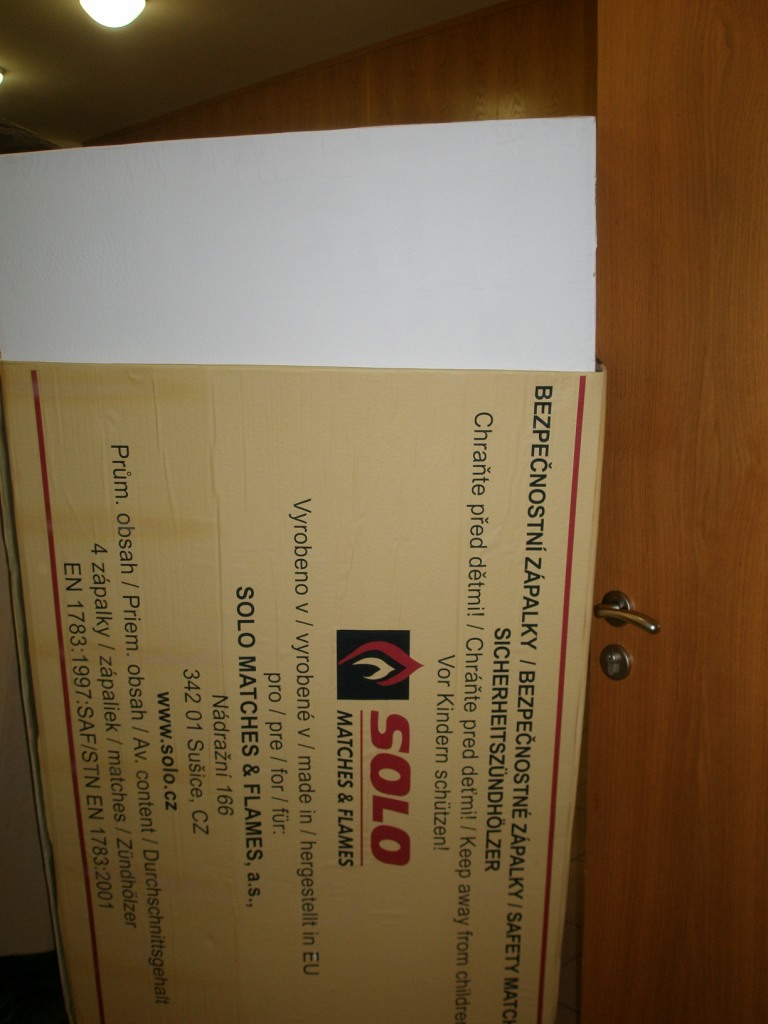 BEZPEČNOSTNÍ ZÁPALKY / BEZPEČNOSTNÉ ZÁPALKY / SAFETY MATCH
SICHERHEITSZÜNDHÖLZER
Chraňte před dětmi! / Chráňte pred deťmi! / Keep away from children
Vor Kindern schützen!
SOLO
MATCHES & FLAMES
Vyrobeno v / vyrobené v / made in / hergestellt in EU
pro / pre / for / für:
SOLO MATCHES & FLAMES, a.s.,
Nádražní 166
342 01 Sušice, CZ
www.solo.cz
Prům. obsah / Priem. obsah / Av. content / Durchschnittsgehalt
4 zápalky / zápaliek / matches / Zündhölzer
EN 1783:1997:SAF/STN EN 1783:2001